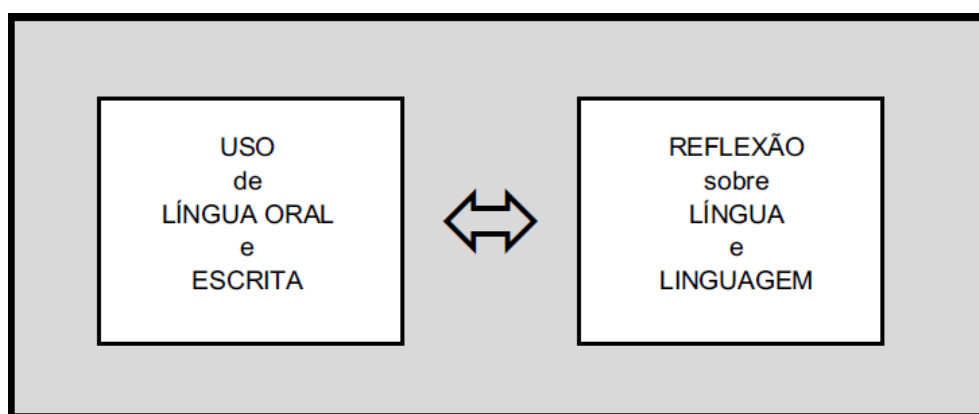 USO
de
LÍNGUA ORAL
e
ESCRITA
REFLEXÃO
sobre
LÍNGUA
e
LINGUAGEM